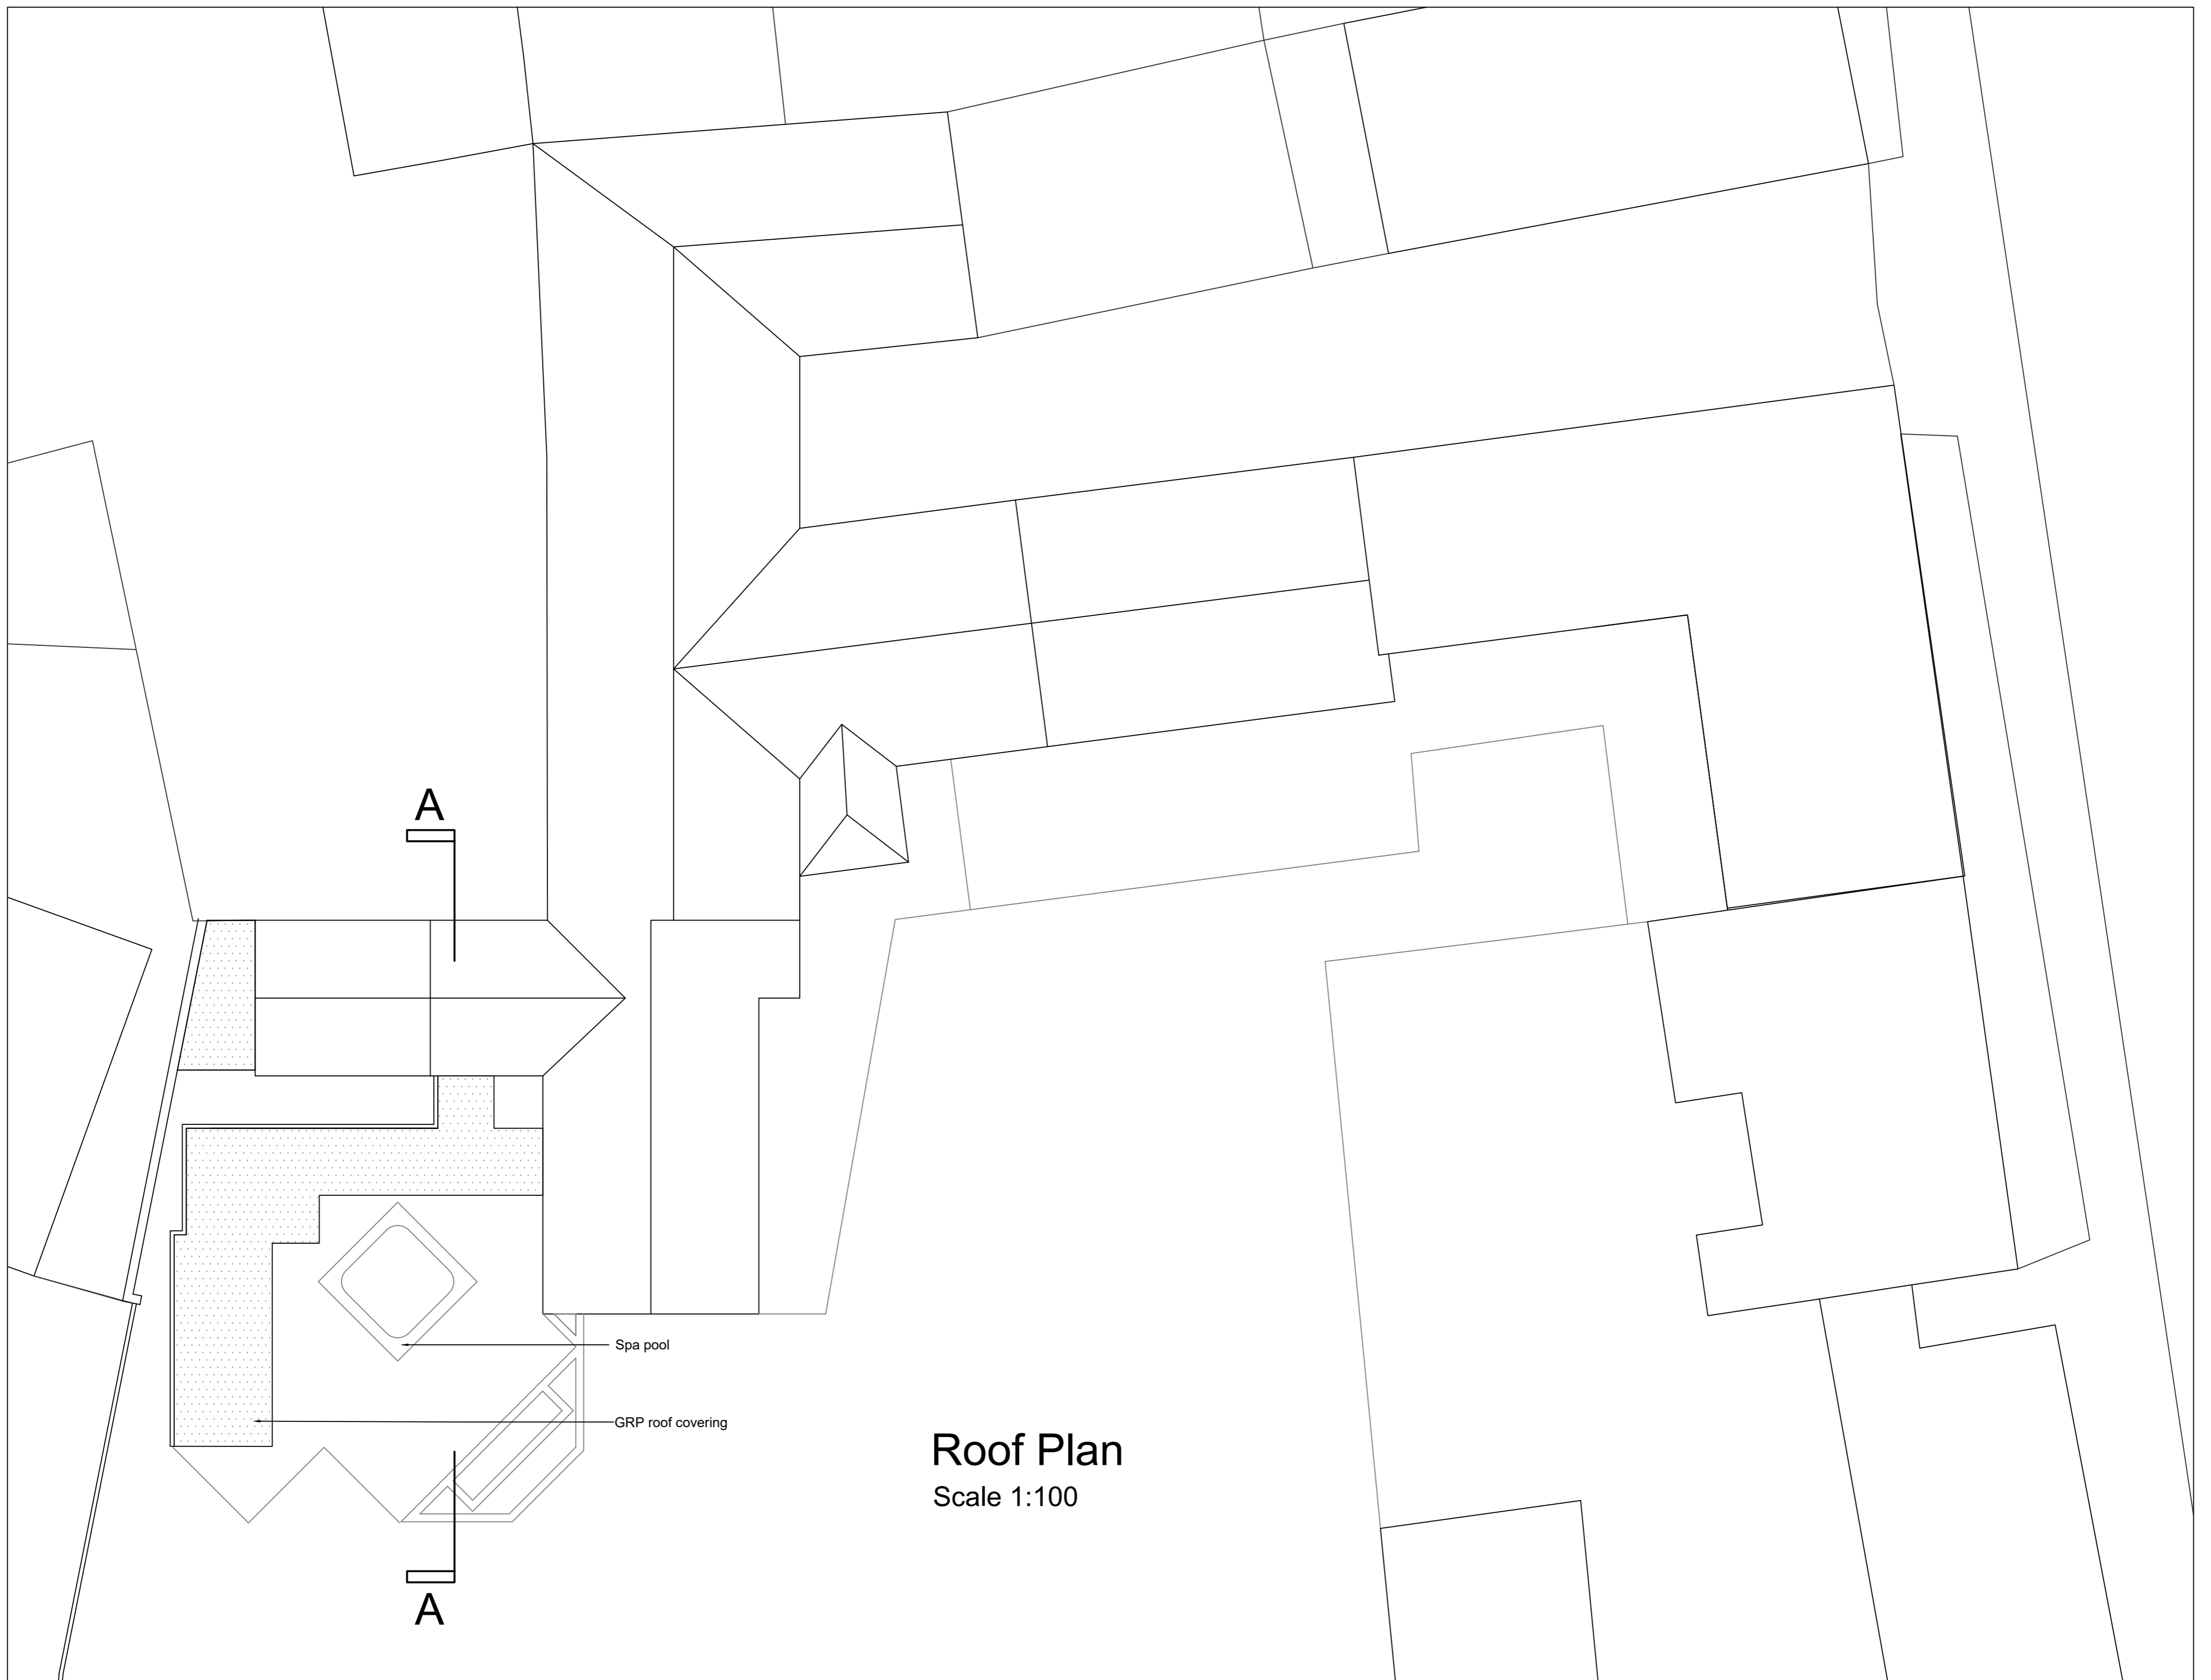 A
Spa pool
GRP roof covering
Roof Plan
Scale 1:100
A